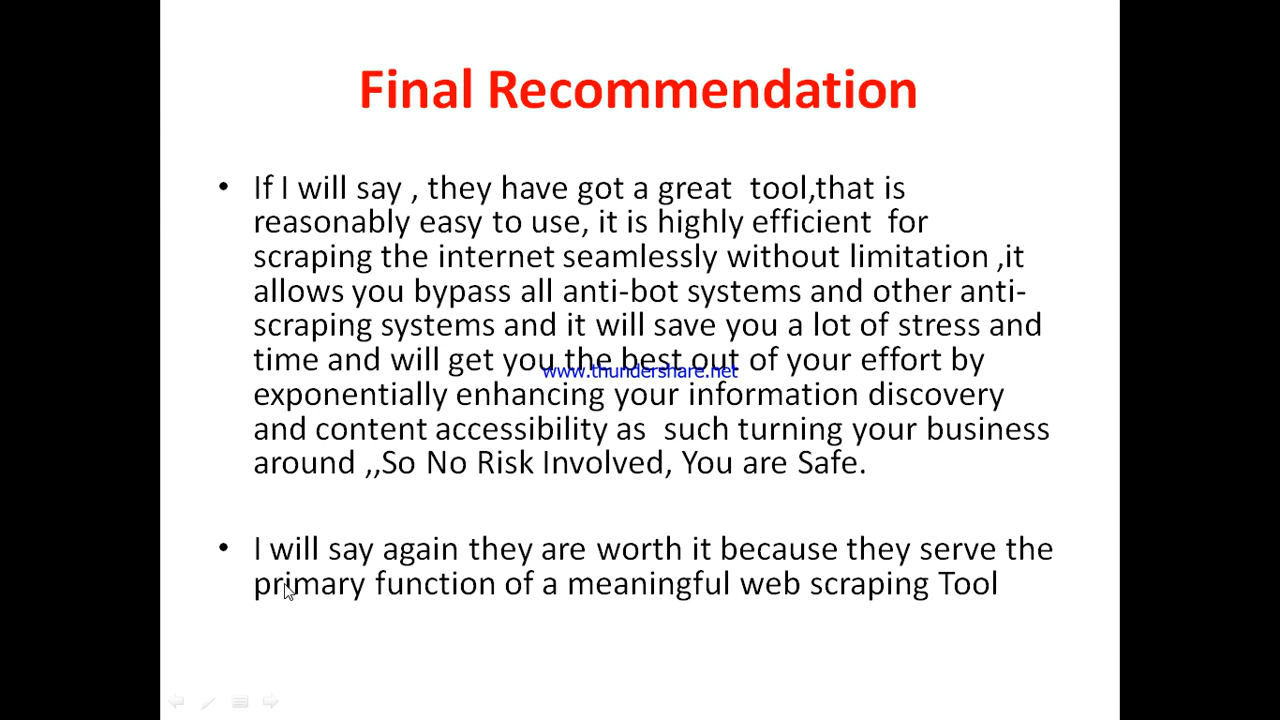 Final Recommendation
• If I will say , they have got a great  tool,that is
reasonably easy to use, it is highly efficient  for
scraping the internet seamlessly without limitation ,it
allows you bypass all anti-bot systems and other anti-
scraping systems and it will save you a lot of stress and
time and will get you the best out of your effort by
www.thundershare.net
exponentially enhancing your information discovery
and content accessibility as  such turning your business
around ,,So No Risk Involved, You are Safe.
• I will say again they are worth it because they serve the
primary function of a meaningful web scraping Tool